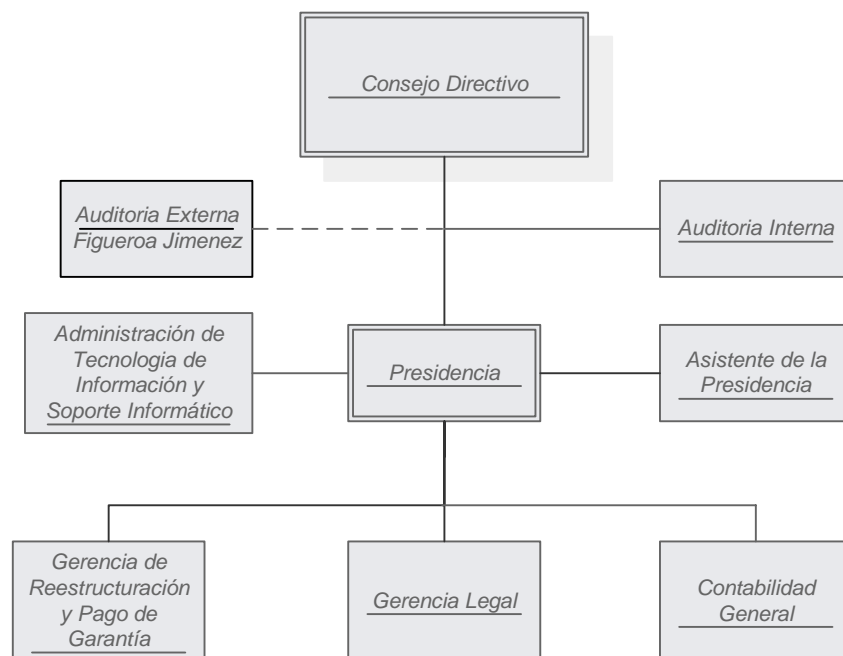 Consejo Directivo
Auditoria Externa
Figueroa Jimenez
Auditoria Interna
Administración de
Tecnologia de
Información y
Soporte Informático
Presidencia
Asistente de la
Presidencia
Gerencia de
Reestructuración
y Pago de
Garantía
Gerencia Legal
Contabilidad
General